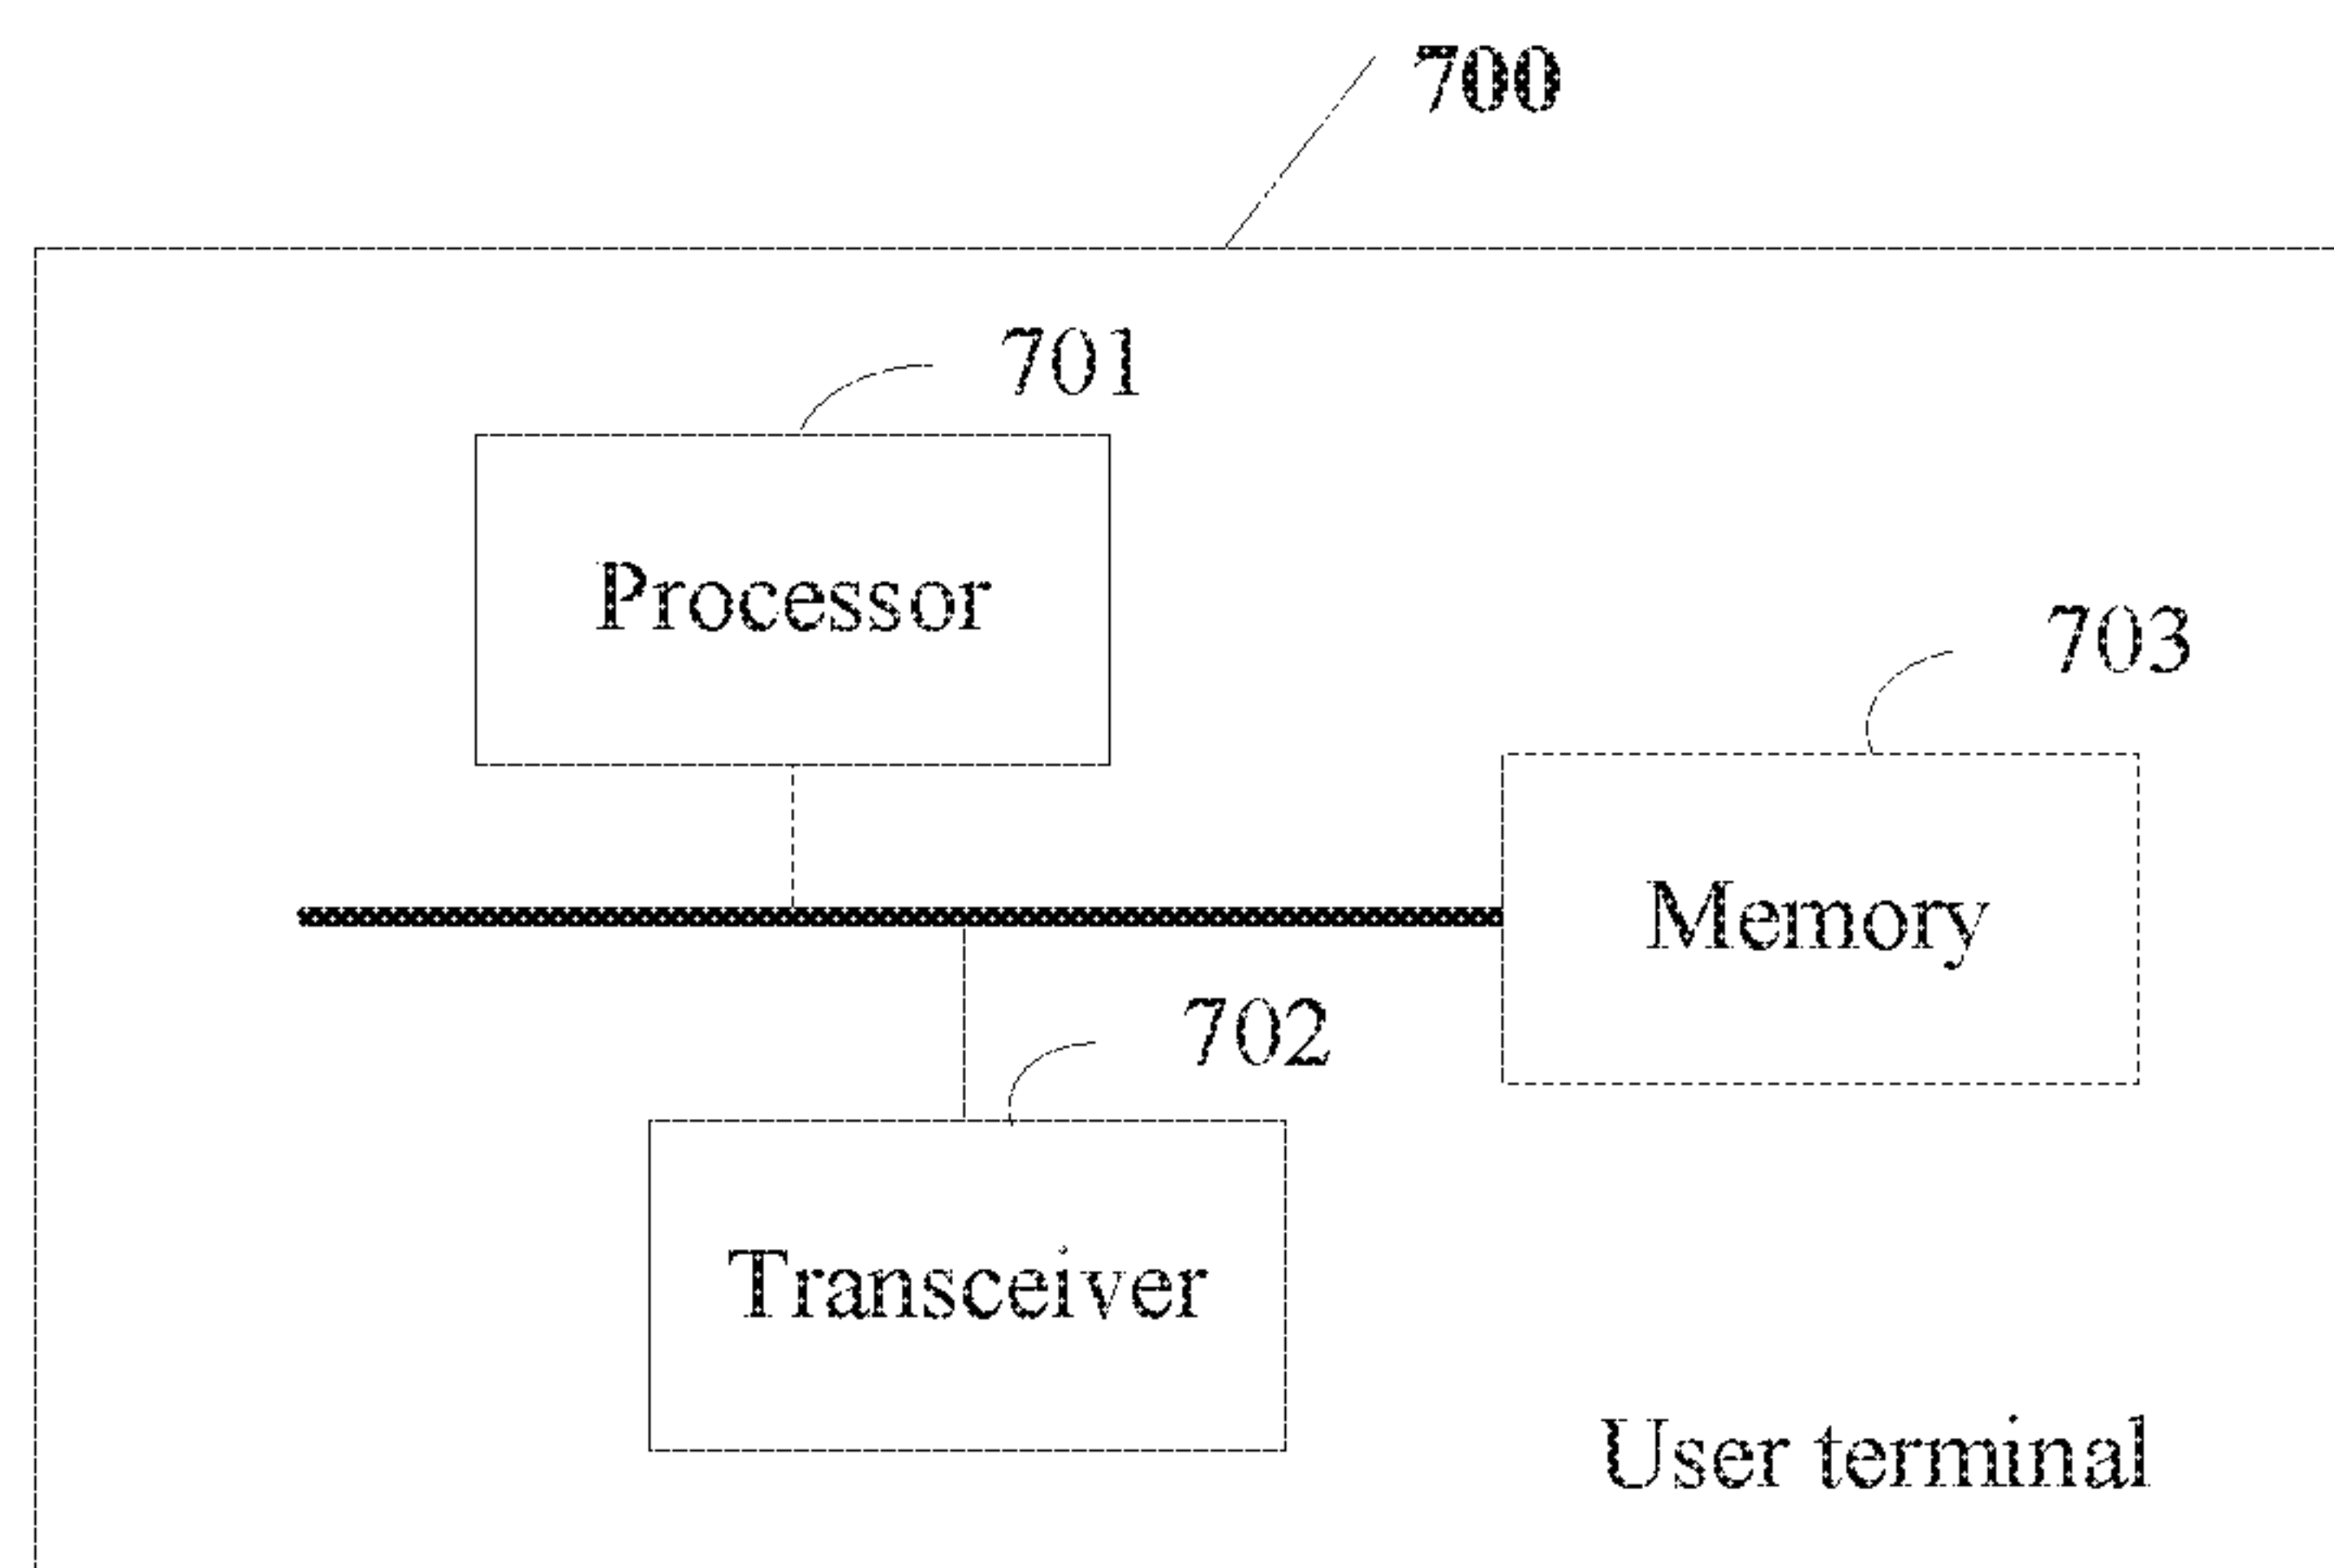 700
701
Processor
703
Memory
702
Transceiver
User terminal